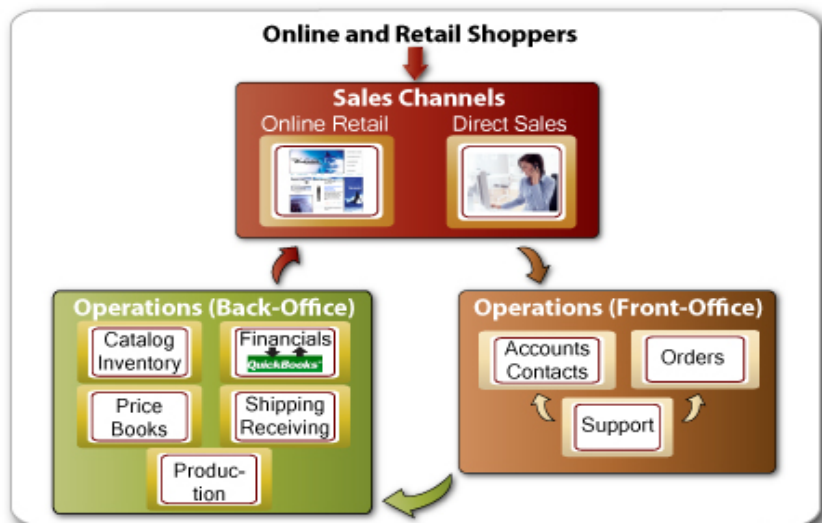 Online and Retail Shoppers
Sales Channels
Online Retail
Direct Sales
Operations (Back-Office)
Catalog
Inventory
Financials
QuickBooks
Price
Books
Shipping
Receiving
Produc-
tion
Operations (Front-Office)
Accounts
Contacts
Orders
Support